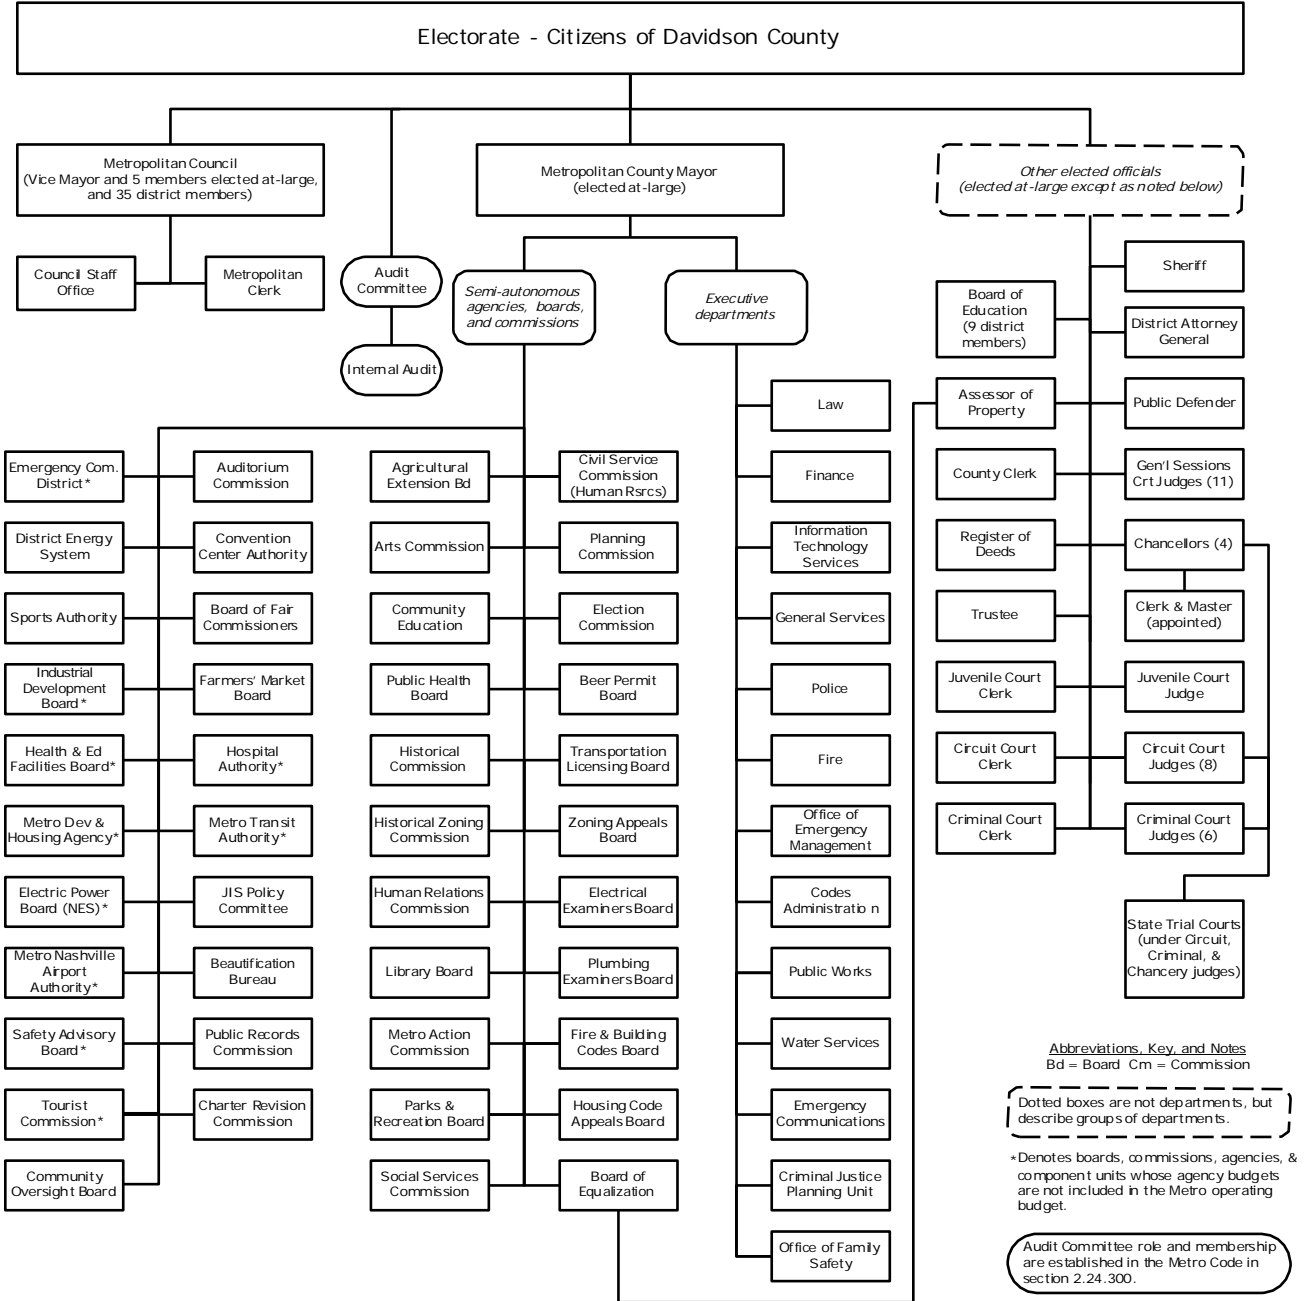 Electorate - Citizens of Davidson County
Metropolitan Council
(Vice Mayor and 5 members elected at-large,
and 35 district members)
Metropolitan County Mayor
(elected at-large)
Other elected officials
(elected at-large except as noted below)
Council Staff
Office
Metropolitan
Clerk
Audit
Committee
Internal Audit
Semi-autonomous
agencies, boards,
and commissions
Executive
departments
Emergency Com.
District*
Auditorium
Commission
District Energy
System
Convention
Center Authority
Sports Authority
Board of Fair
Commissioners
Industrial
Development
Board*
Farmers' Market
Board
Health & Ed
Facilities Board*
Hospital
Authority*
Metro Dev &
Housing Agency*
Metro Transit
Authority*
Electric Power
Board (NES)*
JIS Policy
Committee
Metro Nashville
Airport
Authority*
Beautification
Bureau
Safety Advisory
Board*
Public Records
Commission
Tourist
Commission*
Charter Revision
Commission
Community
Oversight Board
Agricultural
Extension Bd
Civil Service
Commission
(Human Rsrcs)
Arts Commission
Planning
Commission
Community
Education
Election
Commission
Public Health
Board
Beer Permit
Board
Historical
Commission
Transportation
Licensing Board
Historical Zoning
Commission
Zoning Appeals
Board
Human Relations
Commission
Electrical
Examiners Board
Library Board
Plumbing
Examiners Board
Metro Action
Commission
Fire & Building
Codes Board
Parks &
Recreation Board
Housing Code
Appeals Board
Social Services
Commission
Board of
Equalization
Law
Finance
Information
Technology
Services
General Services
Police
Fire
Office of
Emergency
Management
Codes
Administration
Public Works
Water Services
Emergency
Communications
Criminal Justice
Planning Unit
Office of Family
Safety
Sheriff
Board of
Education
(9 district
members)
District Attorney
General
Assessor of
Property
Public Defender
County Clerk
Gen'l Sessions
Crt Judges (11)
Register of
Deeds
Chancellors (4)
Trustee
Clerk & Master
(appointed)
Juvenile Court
Clerk
Juvenile Court
Judge
Circuit Court
Clerk
Circuit Court
Judges (8)
Criminal Court
Clerk
Criminal Court
Judges (6)
State Trial Courts
(under Circuit,
Criminal, &
Chancery judges)
Abbreviations, Key, and Notes
Bd = Board Cm = Commission
Dotted boxes are not departments, but
describe groups of departments.
*Denotes boards, commissions, agencies, &
component units whose agency budgets
are not included in the Metro operating
budget.
Audit Committee role and membership
are established in the Metro Code in
section 2.24.300.